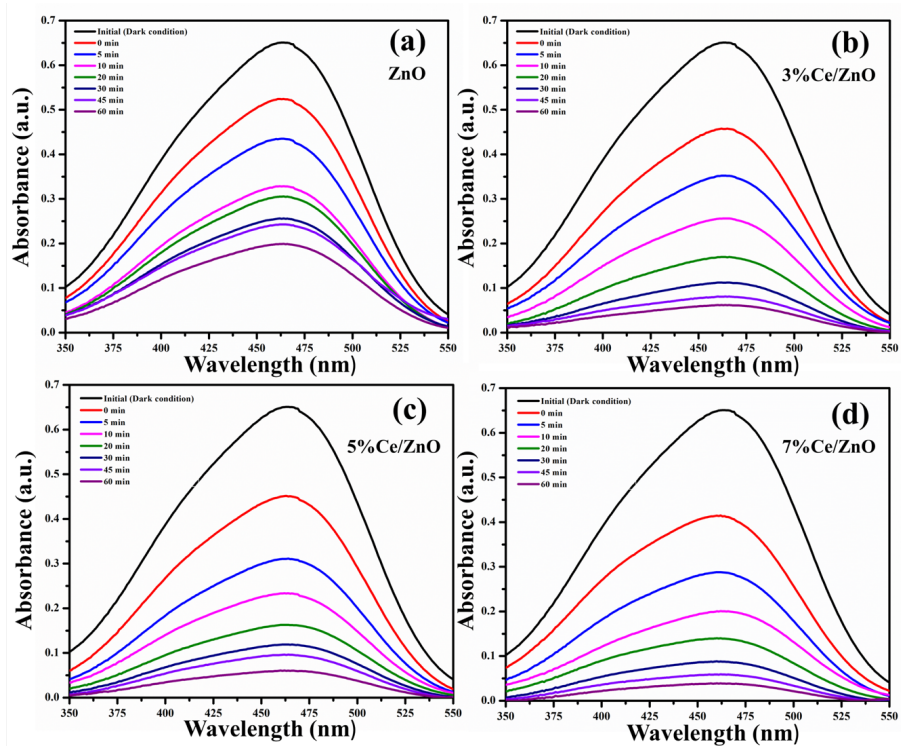 Initial (Dark condition)
0 min
5 min
10 min
20 min
30 min
45 min
60 min
(a)
ZnO
0.7
0.6
0.5
0.4
0.3
0.2
0.1
0.0
350 375 400 425 450 475 500 525 550
Absorbance (a.u.)
Wavelength (nm)
Initial (Dark condition)
0 min
5 min
10 min
20 min
30 min
45 min
60 min
(b)
3%Ce/ZnO
0.7
0.6
0.5
0.4
0.3
0.2
0.1
0.0
350 375 400 425 450 475 500 525 550
Absorbance (a.u.)
Wavelength (nm)
Initial (Dark condition)
0 min
5 min
10 min
20 min
30 min
45 min
60 min
(c)
5%Ce/ZnO
0.7
0.6
0.5
0.4
0.3
0.2
0.1
0.0
350 375 400 425 450 475 500 525 550
Absorbance (a.u.)
Wavelength (nm)
Initial (Dark condition)
0 min
5 min
10 min
20 min
30 min
45 min
60 min
(d)
7%Ce/ZnO
0.7
0.6
0.5
0.4
0.3
0.2
0.1
0.0
350 375 400 425 450 475 500 525 550
Absorbance (a.u.)
Wavelength (nm)